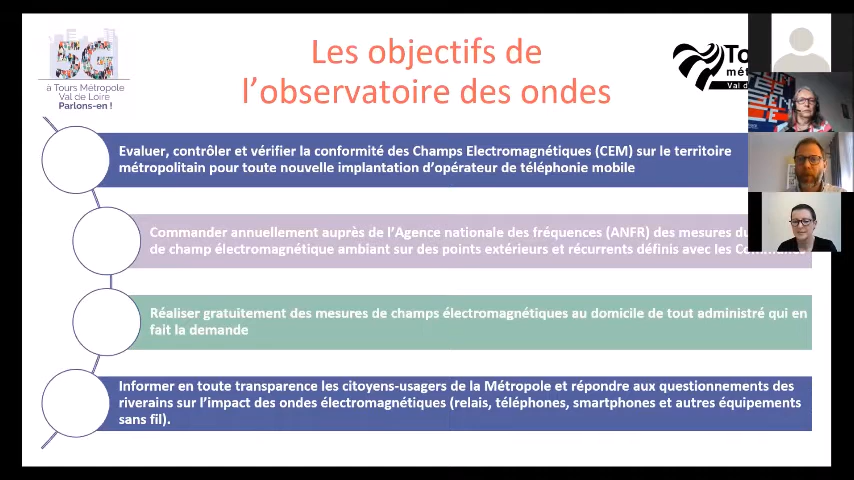 5G
à Tours Métropole
Val de Loire
Parlons-en !
Les objectifs de
l'observatoire des ondes
To
mét
Val d
Evaluer, contrôler et vérifier la conformité des Champs Electromagnétiques (CEM) sur le territoire
métropolitain pour toute nouvelle implantation d'opérateur de téléphonie mobile
Commander annuellement auprès de l'Agence nationale des fréquences (ANFR) des mesures du
de champ électromagnétique ambiant sur des points extérieurs et récurrents définis avec les
Réaliser gratuitement des mesures de champs électromagnétiques au domicile de tout administré qui en
fait la demande
Informer en toute transparence les citoyens-usagers de la Métropole et répondre aux questionnements des
riverains sur l'impact des ondes électromagnétiques (relais, téléphones, smartphones et autres équipements
sans fil).